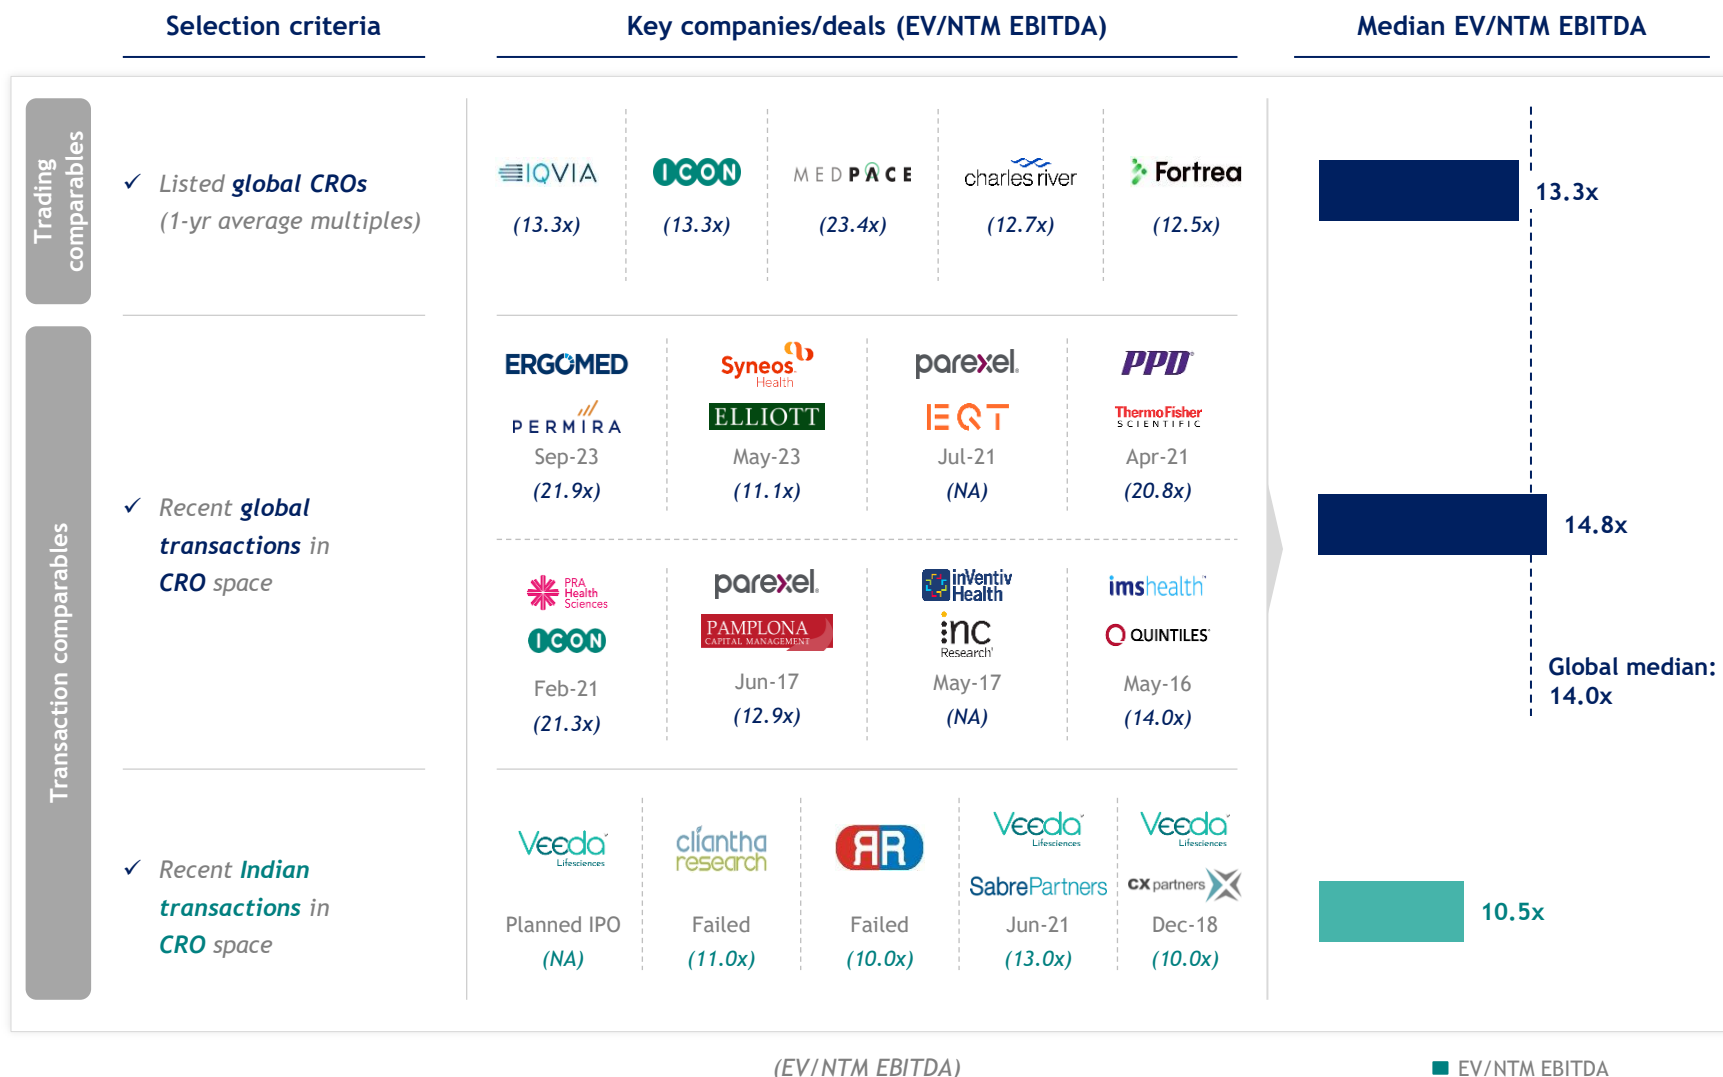 Selection criteria
Key companies/deals (EV/NTM EBITDA)
Median EV/NTM EBITDA
Trading
comparables
✓ Listed global CROs
(1-yr average multiples)
IQVIA
ICON
MEDPACE
charles river
Fortrea
(13.3x)
(13.3x)
(23.4x)
(12.7x)
(12.5x)
13.3x
Transaction comparables
✓ Recent global
transactions in
CRO space
ERGOMED
PERMIRA
Sep-23
(21.9x)
Syneos
Health
ELLIOTT
May-23
(11.1x)
parexel.
EQT
Jul-21
(NA)
PPD
ThermoFisher
SCIENTIFIC
Apr-21
(20.8x)
PRA
Health
Sciences
ICON
Feb-21
(21.3x)
parexel.
PAMPLONA
CAPITAL MANAGEMENT
Jun-17
(12.9x)
inVentiv
Health
inc
Research
May-17
(NA)
imshealth
QUINTILES
May-16
(14.0x)
14.8x
Global median:
14.0x
✓ Recent Indian
transactions in
CRO space
Veeda
Lifesciences
Planned IPO
(NA)
cliantha
research
Failed
(11.0x)
RR
Failed
(10.0x)
Veeda
Lifesciences
SabrePartners
Jun-21
(13.0x)
Veeda
Lifesciences
CX partners
Dec-18
(10.0x)
10.5x
(EV/NTM EBITDA)
EV/NTM EBITDA